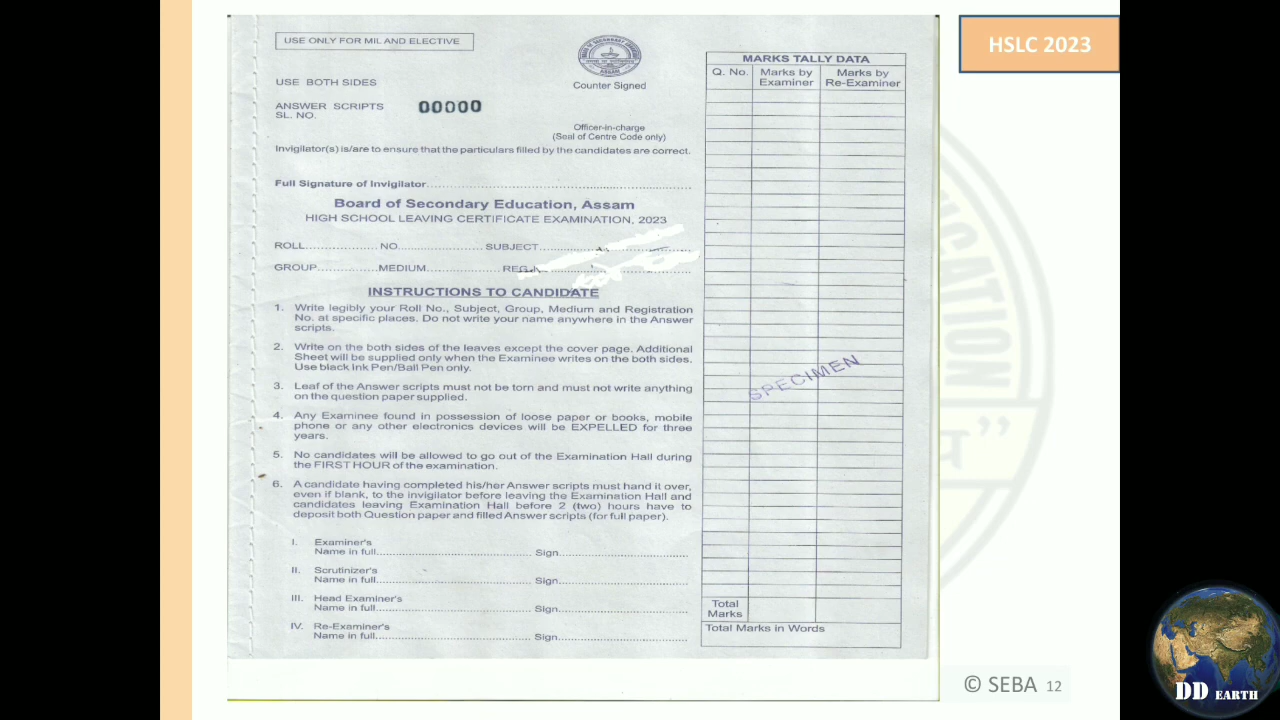 HSLC 2023
USE ONLY FOR MIL AND ELECTIVE
USE BOTH SIDES
ANSWER SCRIPTS 00000
SL. NO.
Counter Signed
Officer-in-charge
(Seal of Centre Code only)
Invigilator(s) is/are to ensure that the particulars filled by the candidates are correct.
Full Signature of Invigilator
Board of Secondary Education, Assam
HIGH SCHOOL LEAVING CERTIFICATE EXAMINATION, 2023
ROLL............... NO.................... SUBJECT
GROUP.............MEDIUM.................. REG.
INSTRUCTIONS TO CANDIDATE
1. Write legibly your Roll No., Subject, Group, Medium and Registration
No. at specific places. Do not write your name anywhere in the Answer
scripts.
2. Write on the both sides of the leaves except the cover page. Additional
Sheet will be supplied only when the Examinee writes on the both sides.
Use black Ink Pen/Ball Pen only.
3. Leaf of the Answer scripts must not be torn and must not write anything
on the question paper supplied.
4. Any Examinee found in possession of loose paper or books, mobile
phone or any other electronics devices will be EXPELLED for three
years.
5. No candidates will be allowed to go out of the Examination Hall during
the FIRST HOUR of the examination.
6. A candidate having completed his/her Answer scripts must hand it over,
even if blank, to the invigilator before leaving the Examination Hall and
candidates leaving Examination Hall before 2 (two) hours have to
deposit both Question paper and filled Answer scripts (for full paper).
I. Examiner's
Name in full........................................ Sign.................................
II. Scrutinizer's
Name in full........................................ Sign.................................
III. Head Examiner's
Name in full........................................ Sign.................................
IV. Re-Examiner's
Name in full........................................ Sign.................................
MARKS TALLY DATA
Q. No. Marks by Examiner Marks by Re-Examiner
SPECIMEN
Total Marks
Total Marks in Words
© SEBA 12
DD EARTH